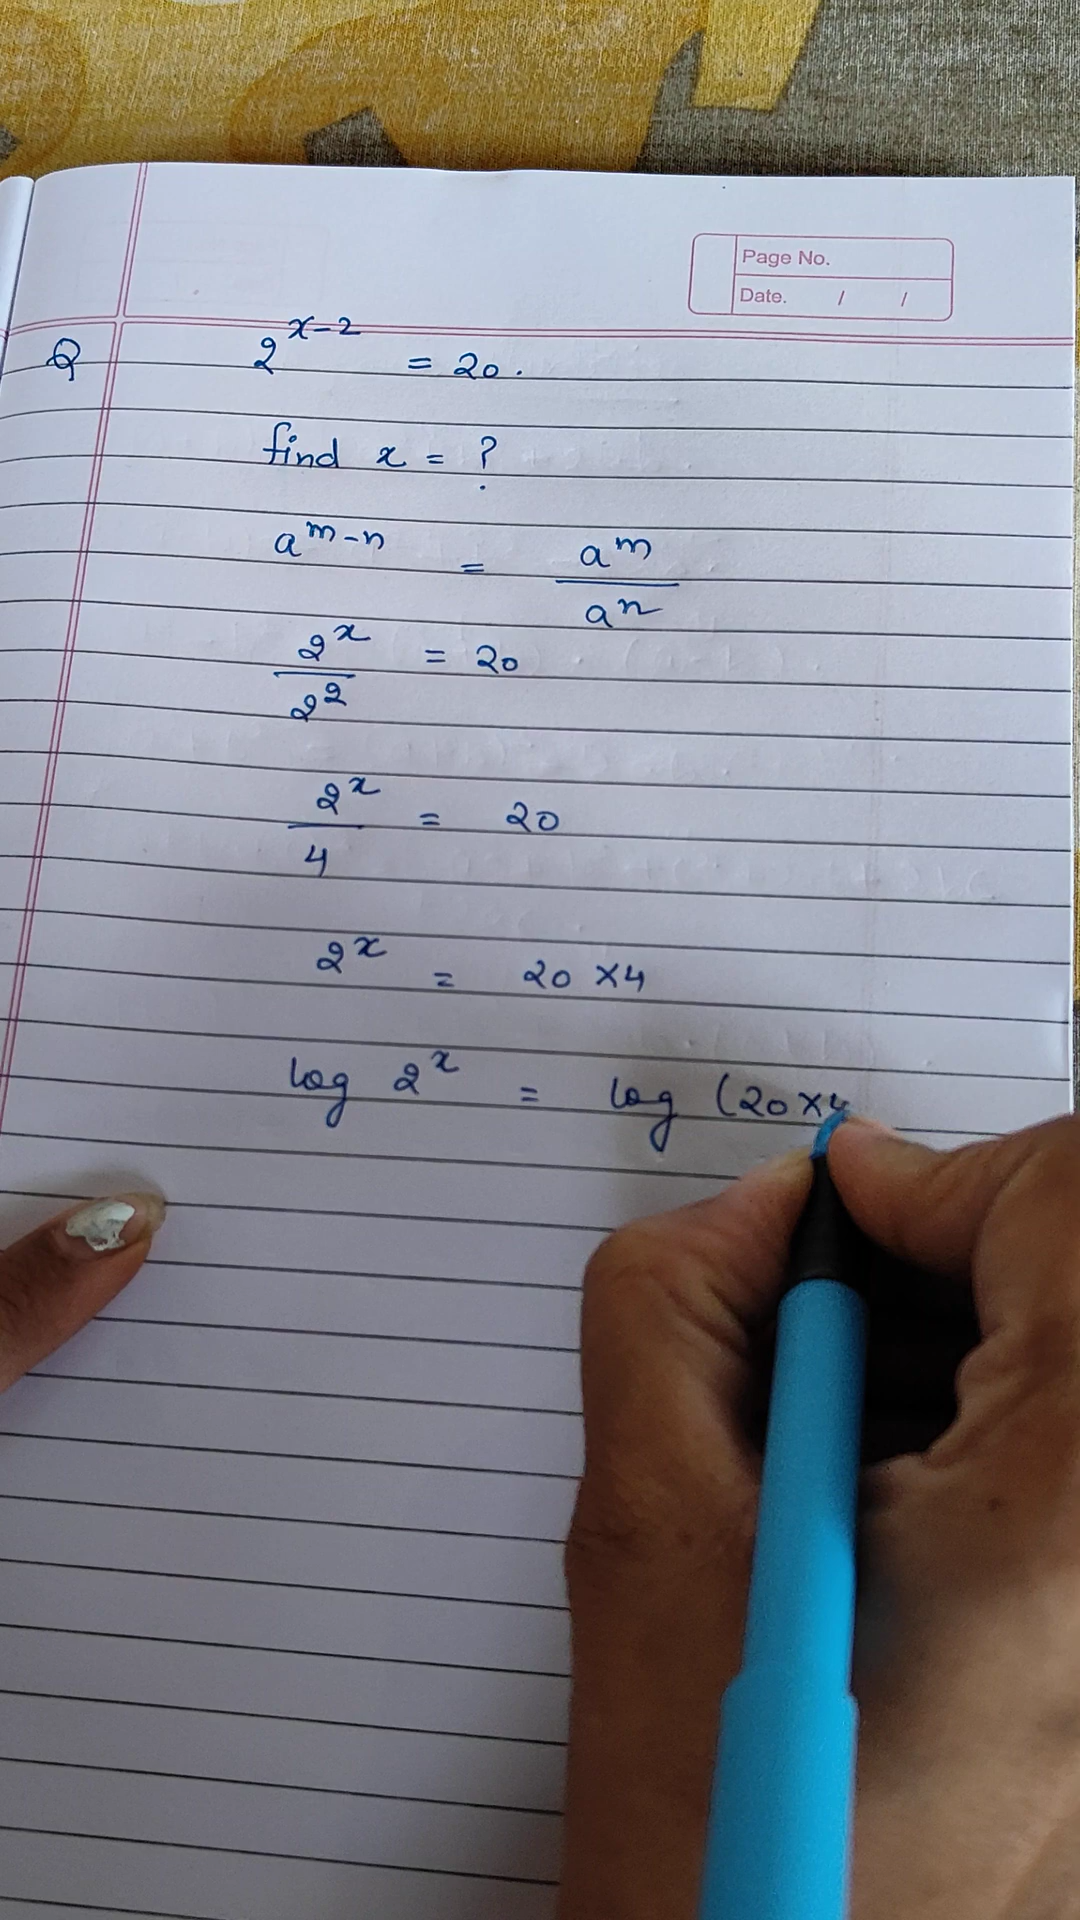 Page No.
Date. / /
Q 2^{x-2} = 20.
find x = ?
a^{m-n} = a^m / a^n
2^x / 2^2 = 20
2^x / 4 = 20
2^x = 20 × 4
log 2^x = log (20×4